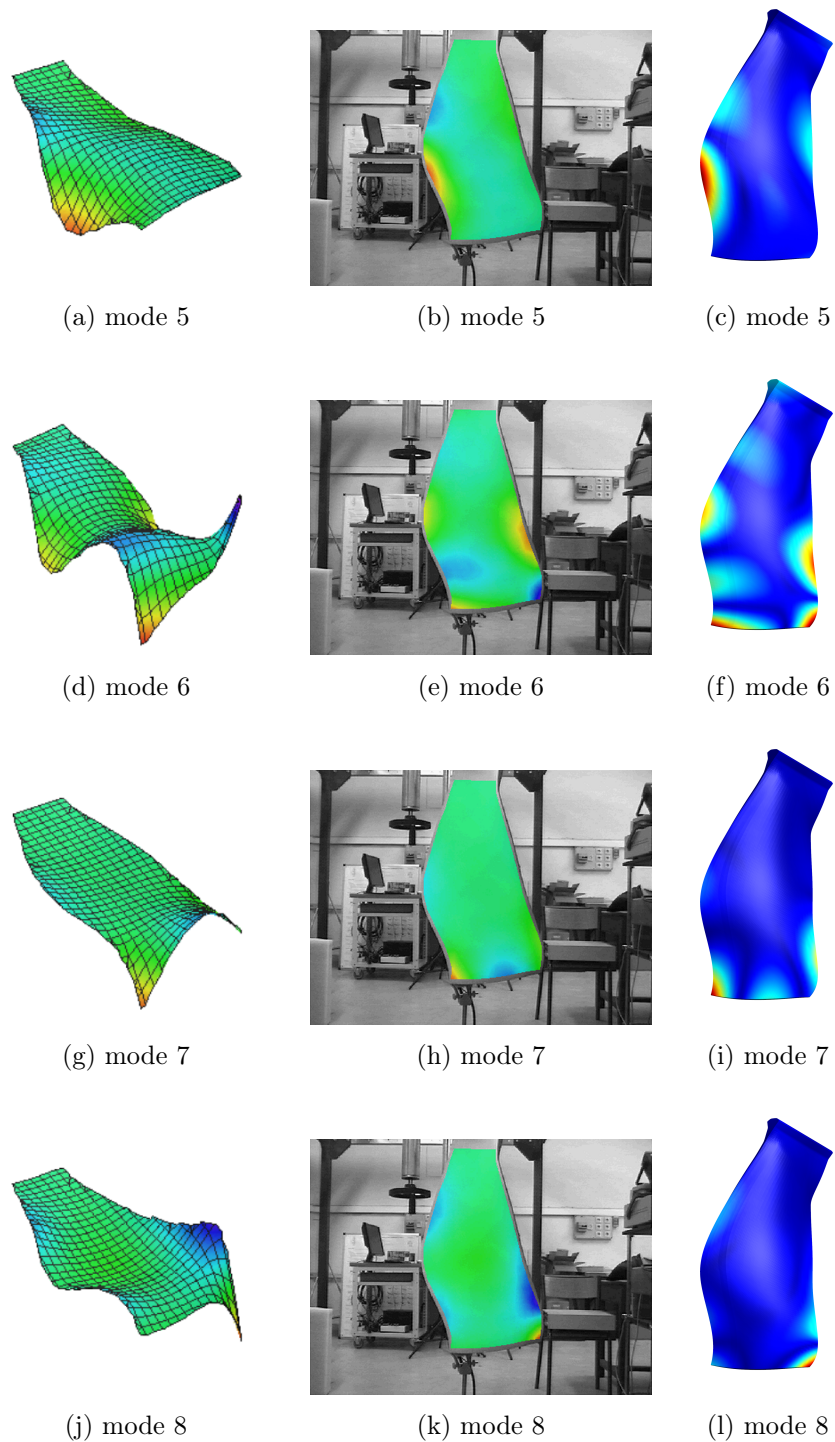 (a) mode 5
(b) mode 5
(c) mode 5
(d) mode 6
(e) mode 6
(f) mode 6
(g) mode 7
(h) mode 7
(i) mode 7
(j) mode 8
(k) mode 8
(l) mode 8